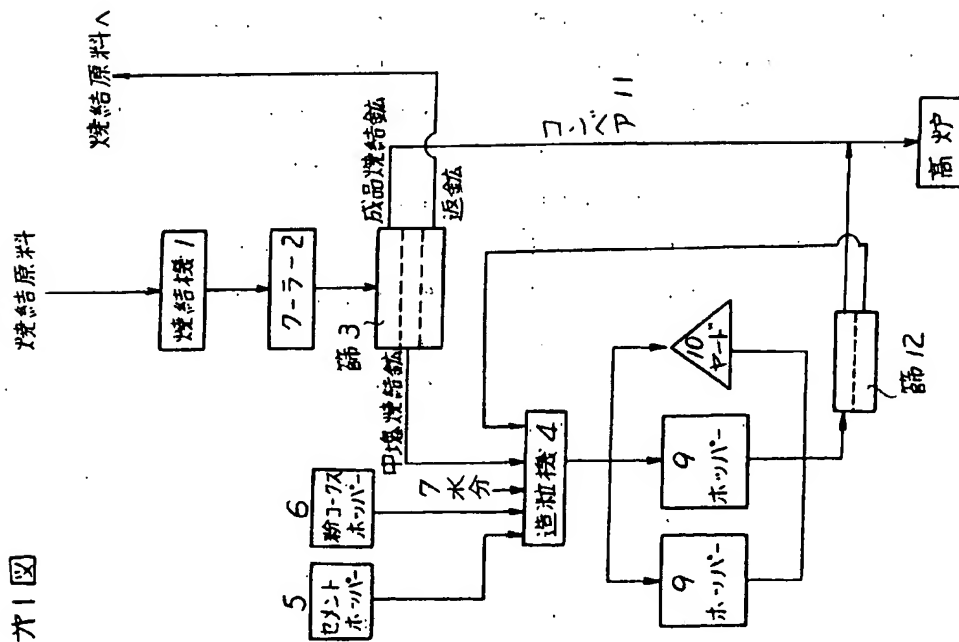 才1図
焼結原料
焼結原料へ
焼結機 1
クーラー 2
成品焼結鉱
篩 3
返鉱
中塊焼結鉱
コンベア 11
6
粉コークス
ホッパー
7
水分
5
セメント
ホッパー
造粒機 4
10
ヤード
9
ホッパー
9
ホッパー
篩 12
高炉